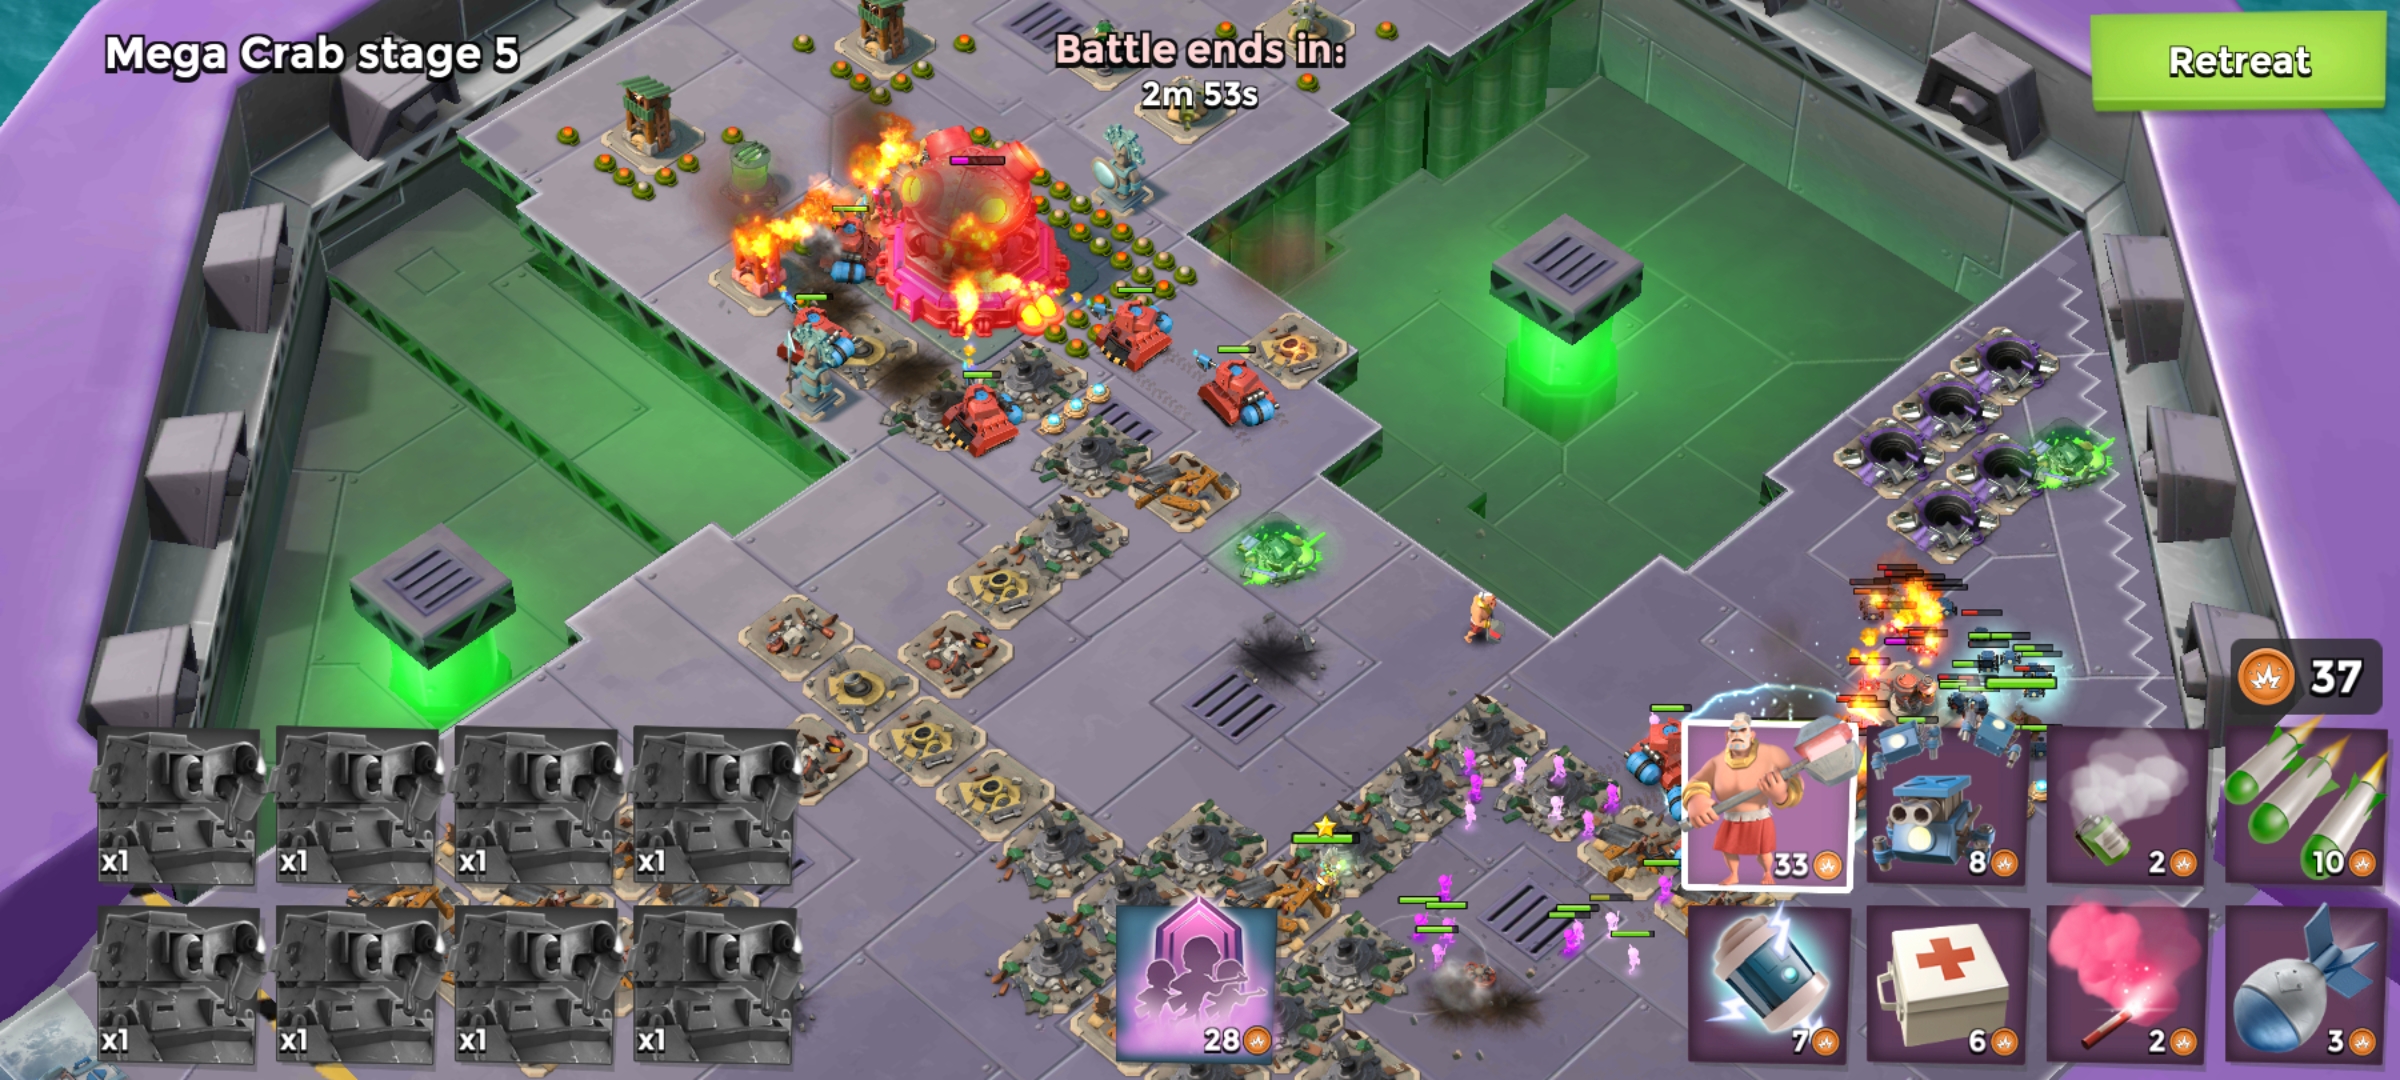 Mega Crab stage 5
Battle ends in:
2m 53s
Retreat
37
x1
x1
x1
x1
33
8
2
10
x1
x1
x1
x1
28
7
6
2
3